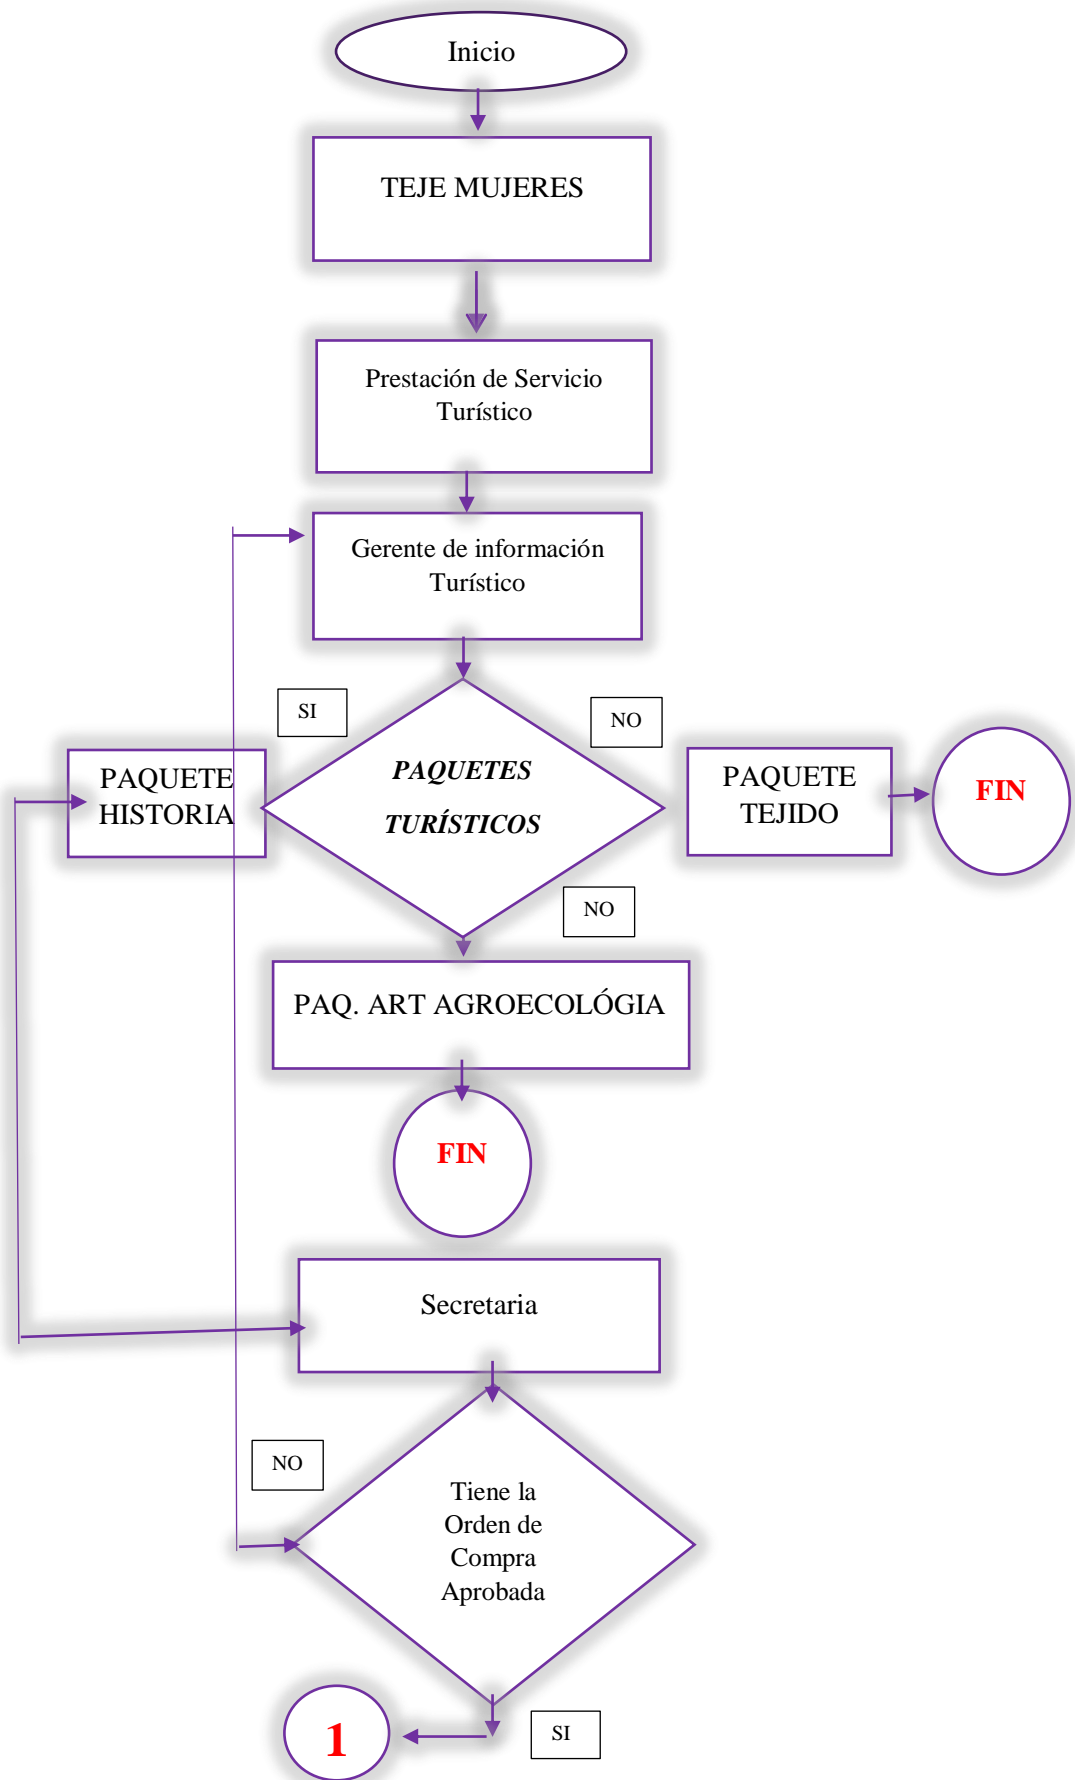 Inicio
TEJE MUJERES
Prestación de Servicio
Turístico
Gerente de información
Turístico
SI
NO
PAQUETE
HISTORIA
PAQUETES
TURÍSTICOS
PAQUETE
TEJIDO
FIN
NO
PAQ. ART AGROECOLÓGIA
FIN
Secretaria
NO
Tiene la
Orden de
Compra
Aprobada
1
SI